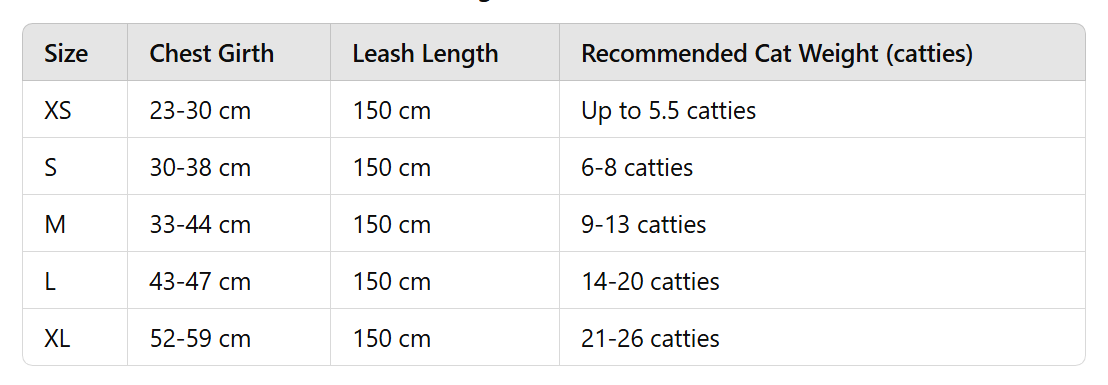 Size Chest Girth Leash Length Recommended Cat Weight (catties)
XS 23-30 cm 150 cm Up to 5.5 catties
S 30-38 cm 150 cm 6-8 catties
M 33-44 cm 150 cm 9-13 catties
L 43-47 cm 150 cm 14-20 catties
XL 52-59 cm 150 cm 21-26 catties